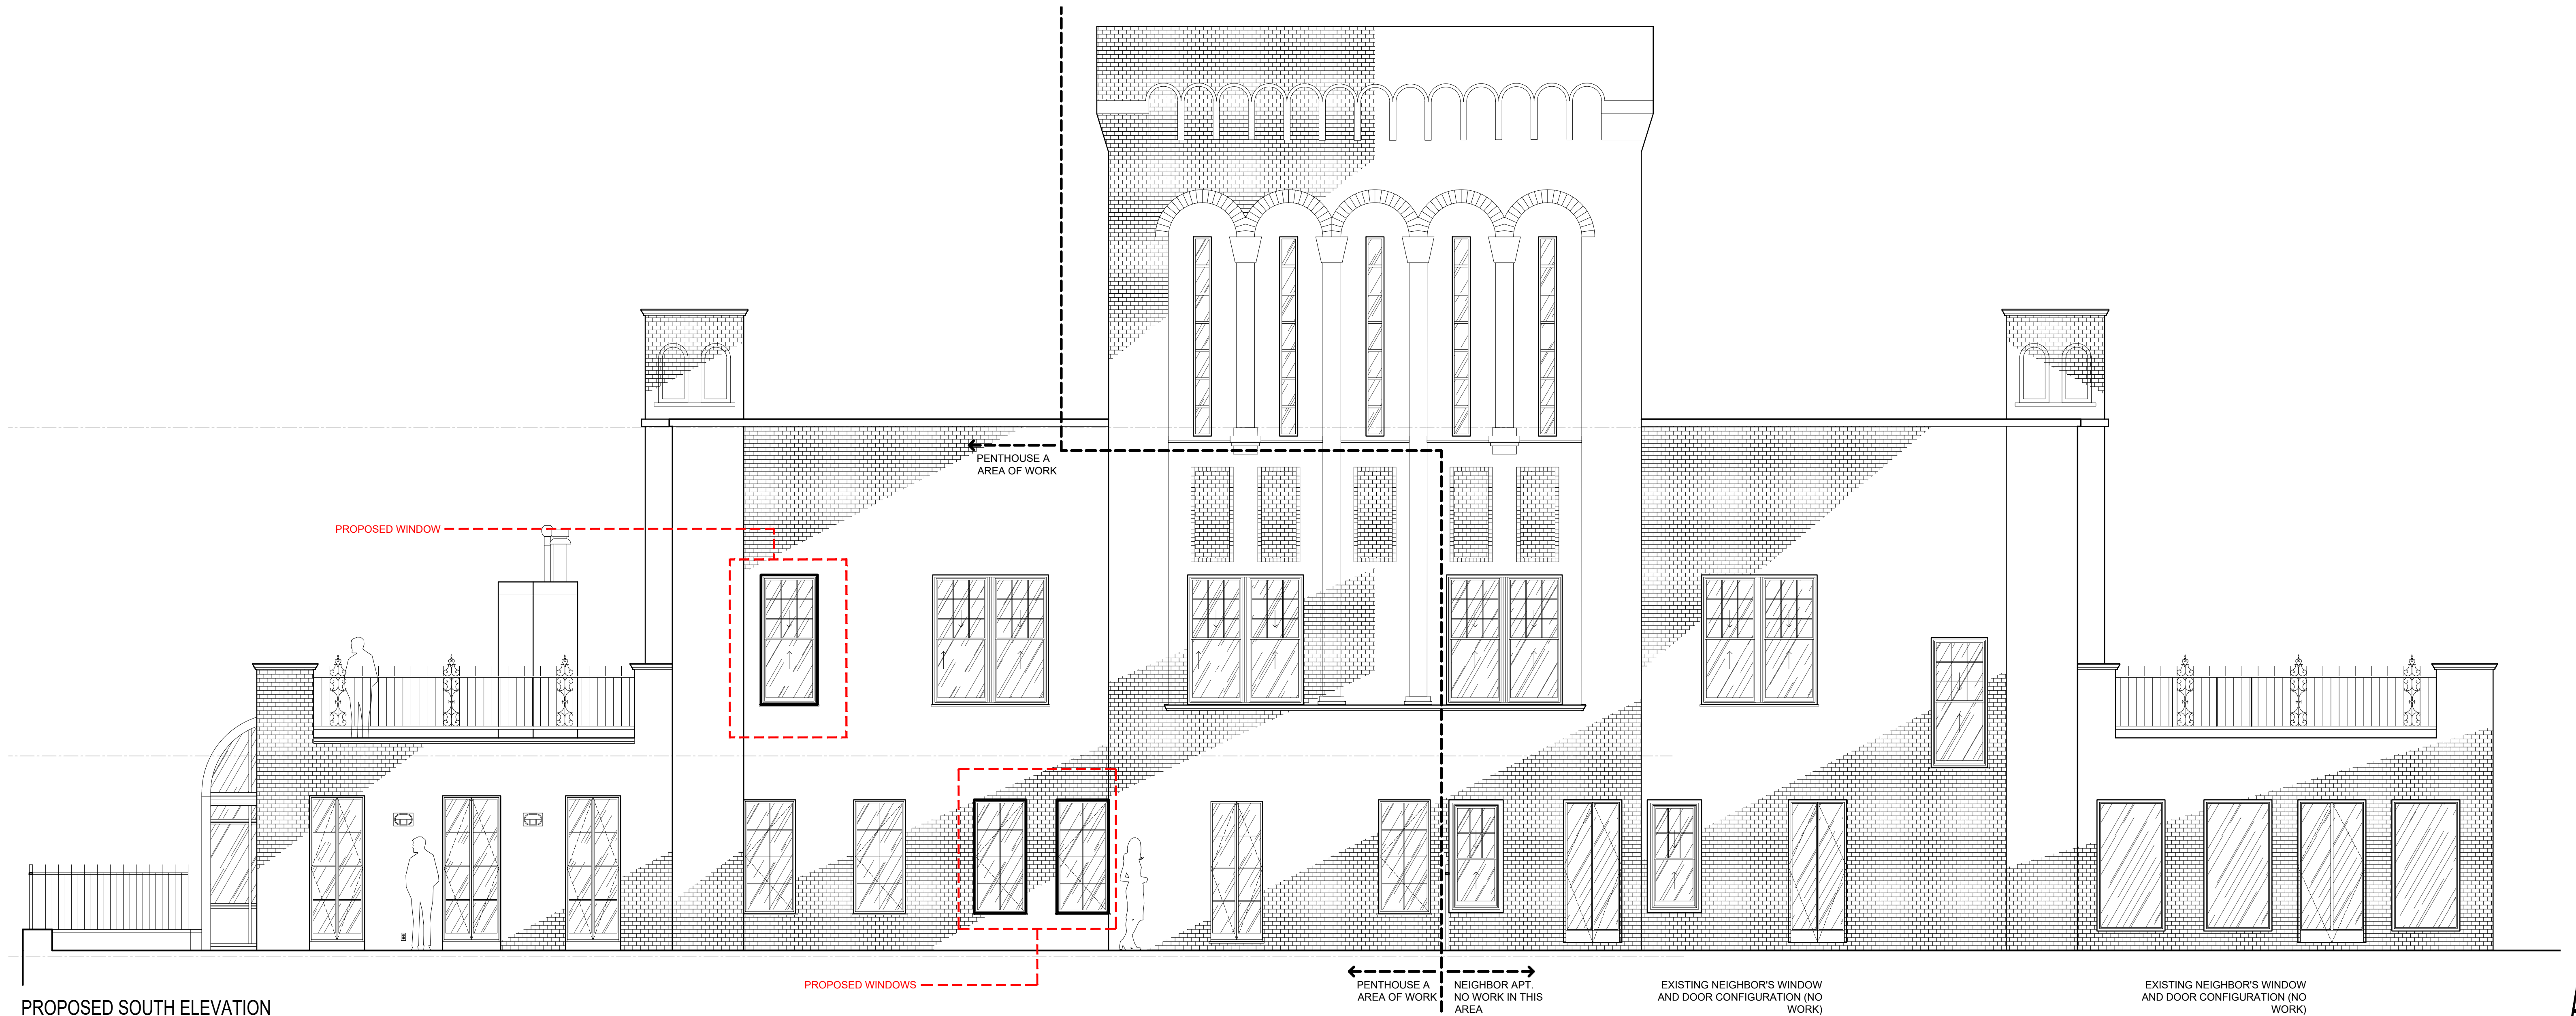 PENTHOUSE A
AREA OF WORK
PROPOSED WINDOW
PROPOSED WINDOWS
PENTHOUSE A
AREA OF WORK
NEIGHBOR APT.
NO WORK IN THIS
AREA
EXISTING NEIGHBOR'S WINDOW
AND DOOR CONFIGURATION (NO
WORK)
EXISTING NEIGHBOR'S WINDOW
AND DOOR CONFIGURATION (NO
WORK)
PROPOSED SOUTH ELEVATION